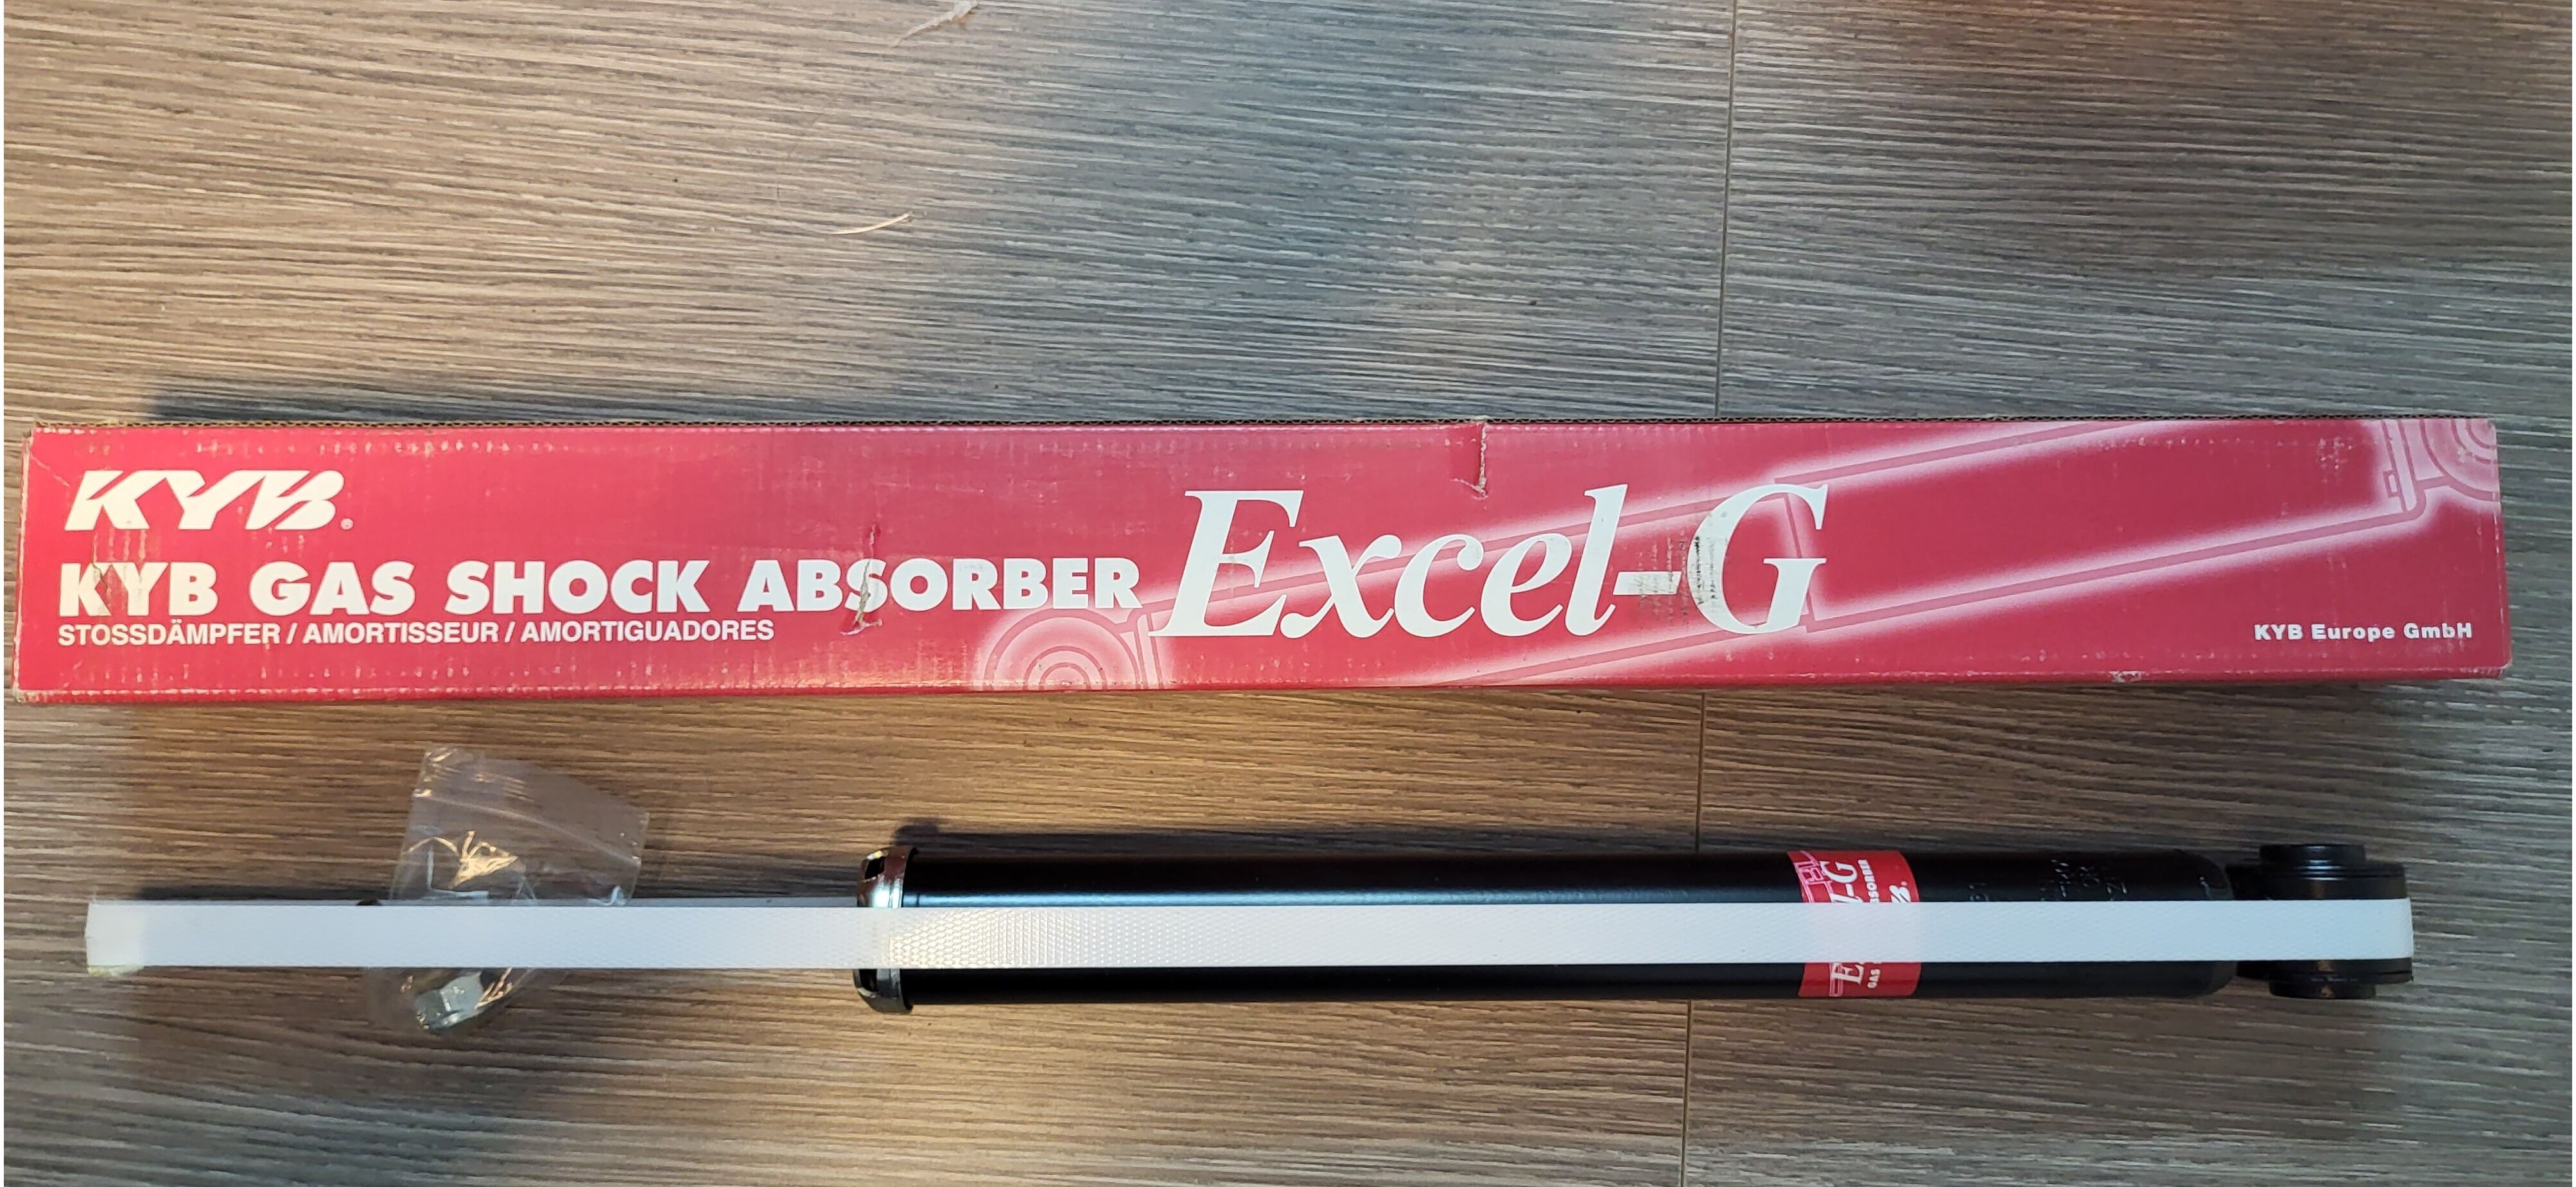 KYB®
KYB GAS SHOCK ABSORBER
Excel-G
STOSSDÄMPFER / AMORTISSEUR / AMORTIGUADORES
KYB Europe GmbH